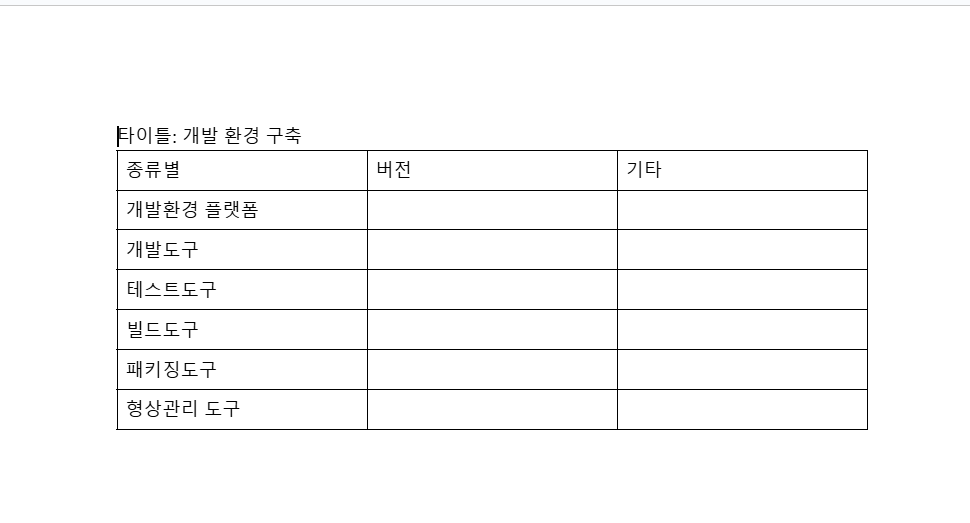 타이틀: 개발 환경 구축
종류별 버전 기타
개발환경 플랫폼
개발도구
테스트도구
빌드도구
패키징도구
형상관리 도구